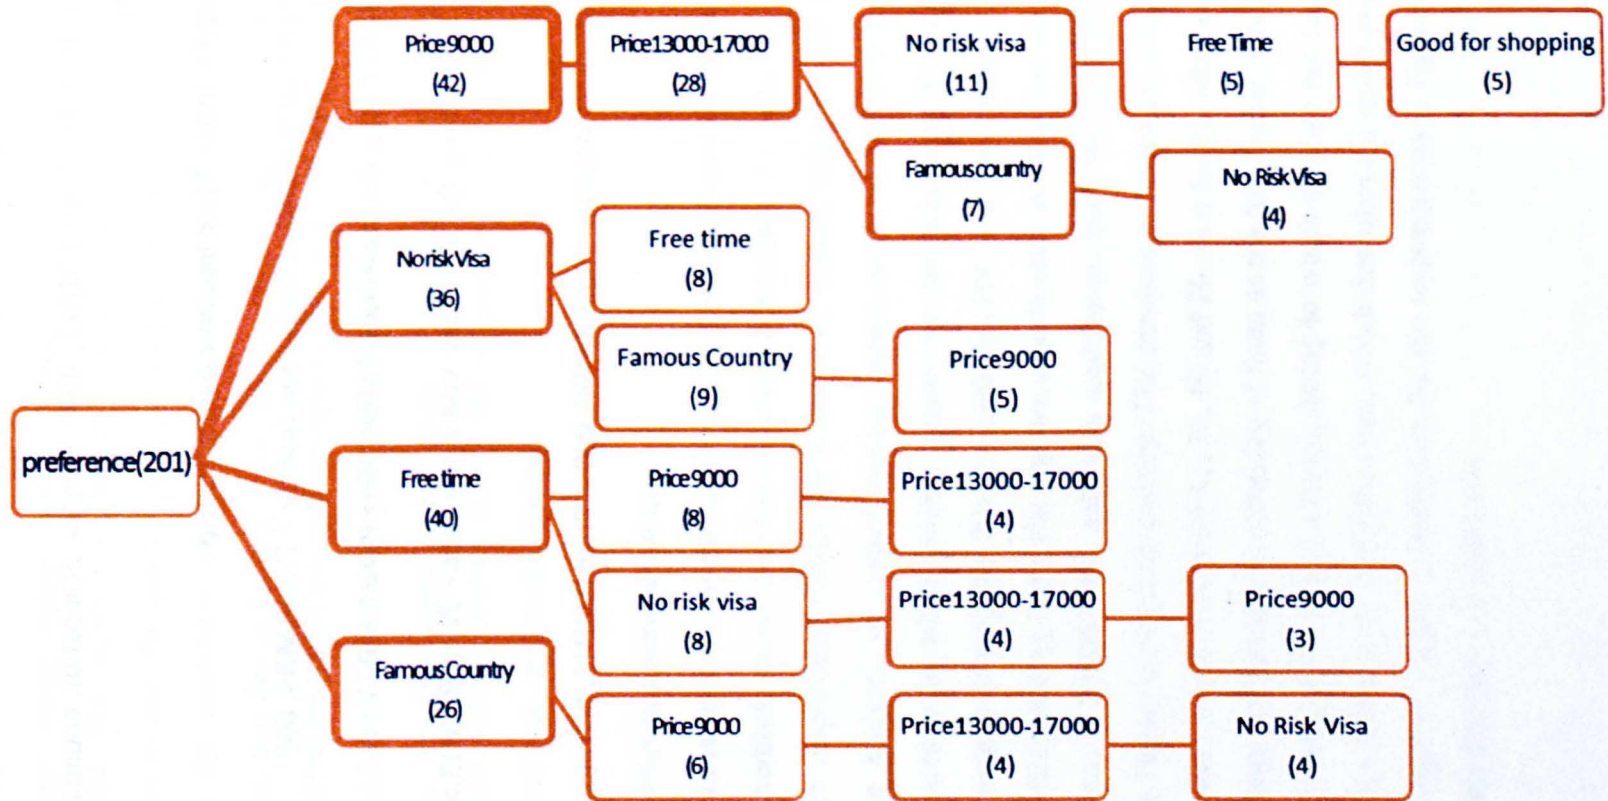 preference(201)
Price9000
(42)
Price13000-17000
(28)
No risk visa
(11)
Free Time
(5)
Good for shopping
(5)
Famous country
(7)
No Risk Visa
(4)
No risk Visa
(36)
Free time
(8)
Famous Country
(9)
Price9000
(5)
Free time
(40)
Price9000
(8)
Price13000-17000
(4)
No risk visa
(8)
Price13000-17000
(4)
Price9000
(3)
Famous Country
(26)
Price9000
(6)
Price13000-17000
(4)
No Risk Visa
(4)